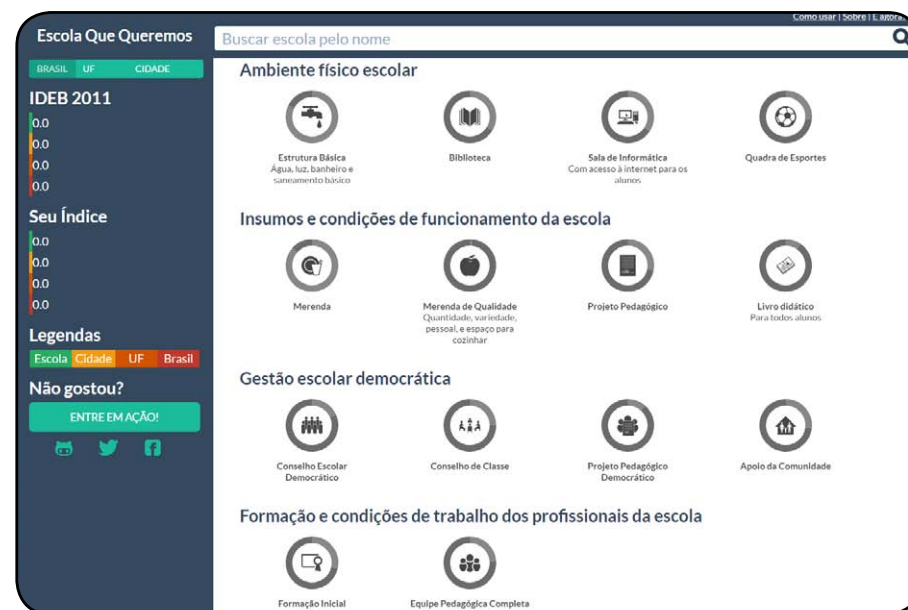 Escola Que Queremos
Como usar | Sobre | E agora?
Buscar escola pelo nome
BRASIL UF CIDADE
IDEB 2011
0.0
0.0
0.0
0.0
Seu Índice
0.0
0.0
0.0
0.0
Legendas
Escola Cidade UF Brasil
Não gostou?
ENTRE EM AÇÃO!
Ambiente físico escolar
Estrutura Básica
Água, luz, banheiro e
saneamento básico
Biblioteca
Sala de Informática
Com acesso à internet para os
alunos
Quadra de Esportes
Insumos e condições de funcionamento da escola
Merenda
Merenda de Qualidade
Quantidade, variedade,
pessoal, e espaço para
cozinhar
Projeto Pedagógico
Livro didático
Para todos alunos
Gestão escolar democrática
Conselho Escolar
Democrático
Conselho de Classe
Projeto Pedagógico
Democrático
Apoio da Comunidade
Formação e condições de trabalho dos profissionais da escola
Formação Inicial
Equipe Pedagógica Completa